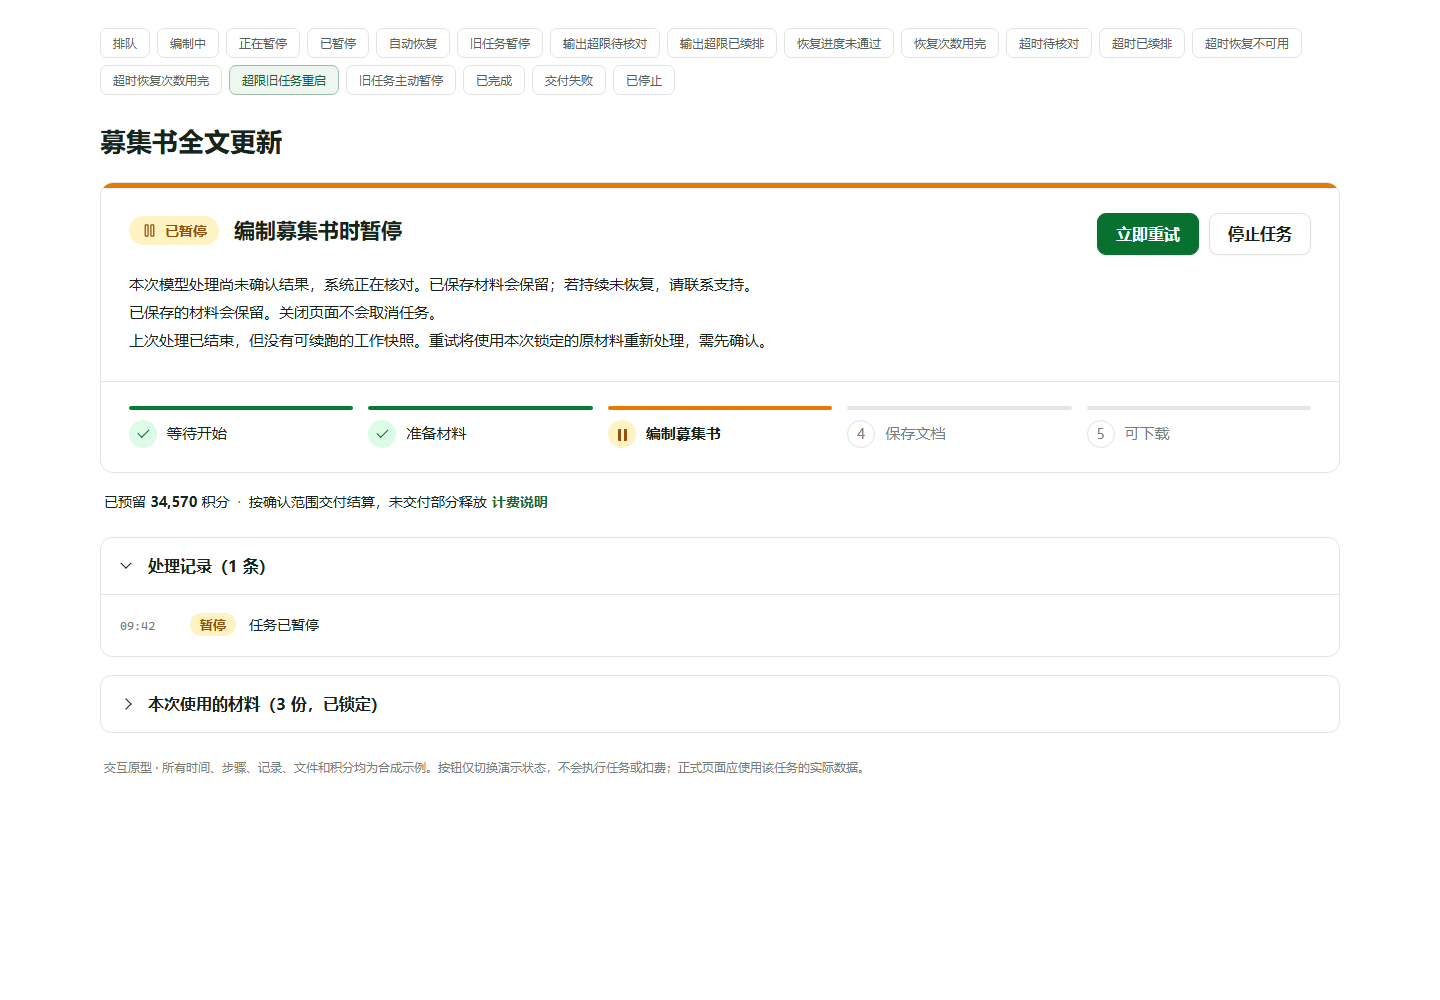 排队 编制中 正在暂停 已暂停 自动恢复 旧任务暂停 输出超限待核对 输出超限已续排 恢复进度未通过 恢复次数用完 超时待核对 超时已续排 超时恢复不可用
超时恢复次数用完 超限旧任务重启 旧任务主动暂停 已完成 交付失败 已停止
募集书全文更新
已暂停 编制募集书时暂停 立即重试 停止任务
本次模型处理尚未确认结果，系统正在核对。已保存材料会保留；若持续未恢复，请联系支持。
已保存的材料会保留。关闭页面不会取消任务。
上次处理已结束，但没有可续跑的工作快照。重试将使用本次锁定的原材料重新处理，需先确认。
等待开始 准备材料 编制募集书 4 保存文档 5 可下载
已预留 34,570 积分 · 按确认范围交付结算，未交付部分释放 计费说明
处理记录（1 条）
09:42 暂停 任务已暂停
本次使用的材料（3 份，已锁定）
交互原型 · 所有时间、步骤、记录、文件和积分均为合成示例。按钮仅切换演示状态，不会执行任务或扣费；正式页面应使用该任务的实际数据。